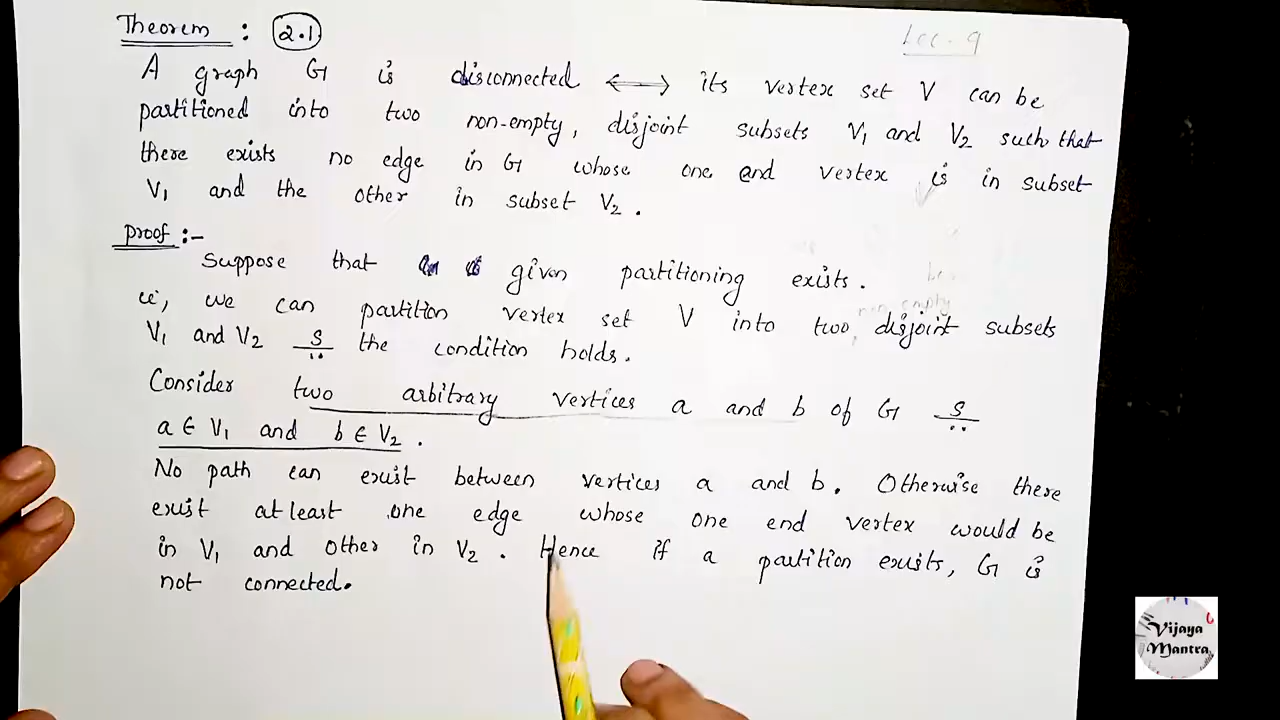 Theorem : 2.1
Lec - 9
A graph G is disconnected ⟷ its vertex set V can be
partitioned into two non-empty, disjoint subsets V₁ and V₂ such that
there exists no edge in G whose one end vertex is in subset
V₁ and the other in subset V₂.
Proof :-
Suppose that given partitioning exists.
ie, we can partition vertex set V into two, disjoint subsets
non empty
V₁ and V₂ S.. the condition holds.
Consider two arbitrary vertices a and b of G S..
a ∈ V₁ and b ∈ V₂.
No path can exist between vertices a and b. Otherwise there
exist atleast one edge whose one end vertex would be
in V₁ and other in V₂. Hence if a partition exists, G is
not connected.
Vijaya
Mantra